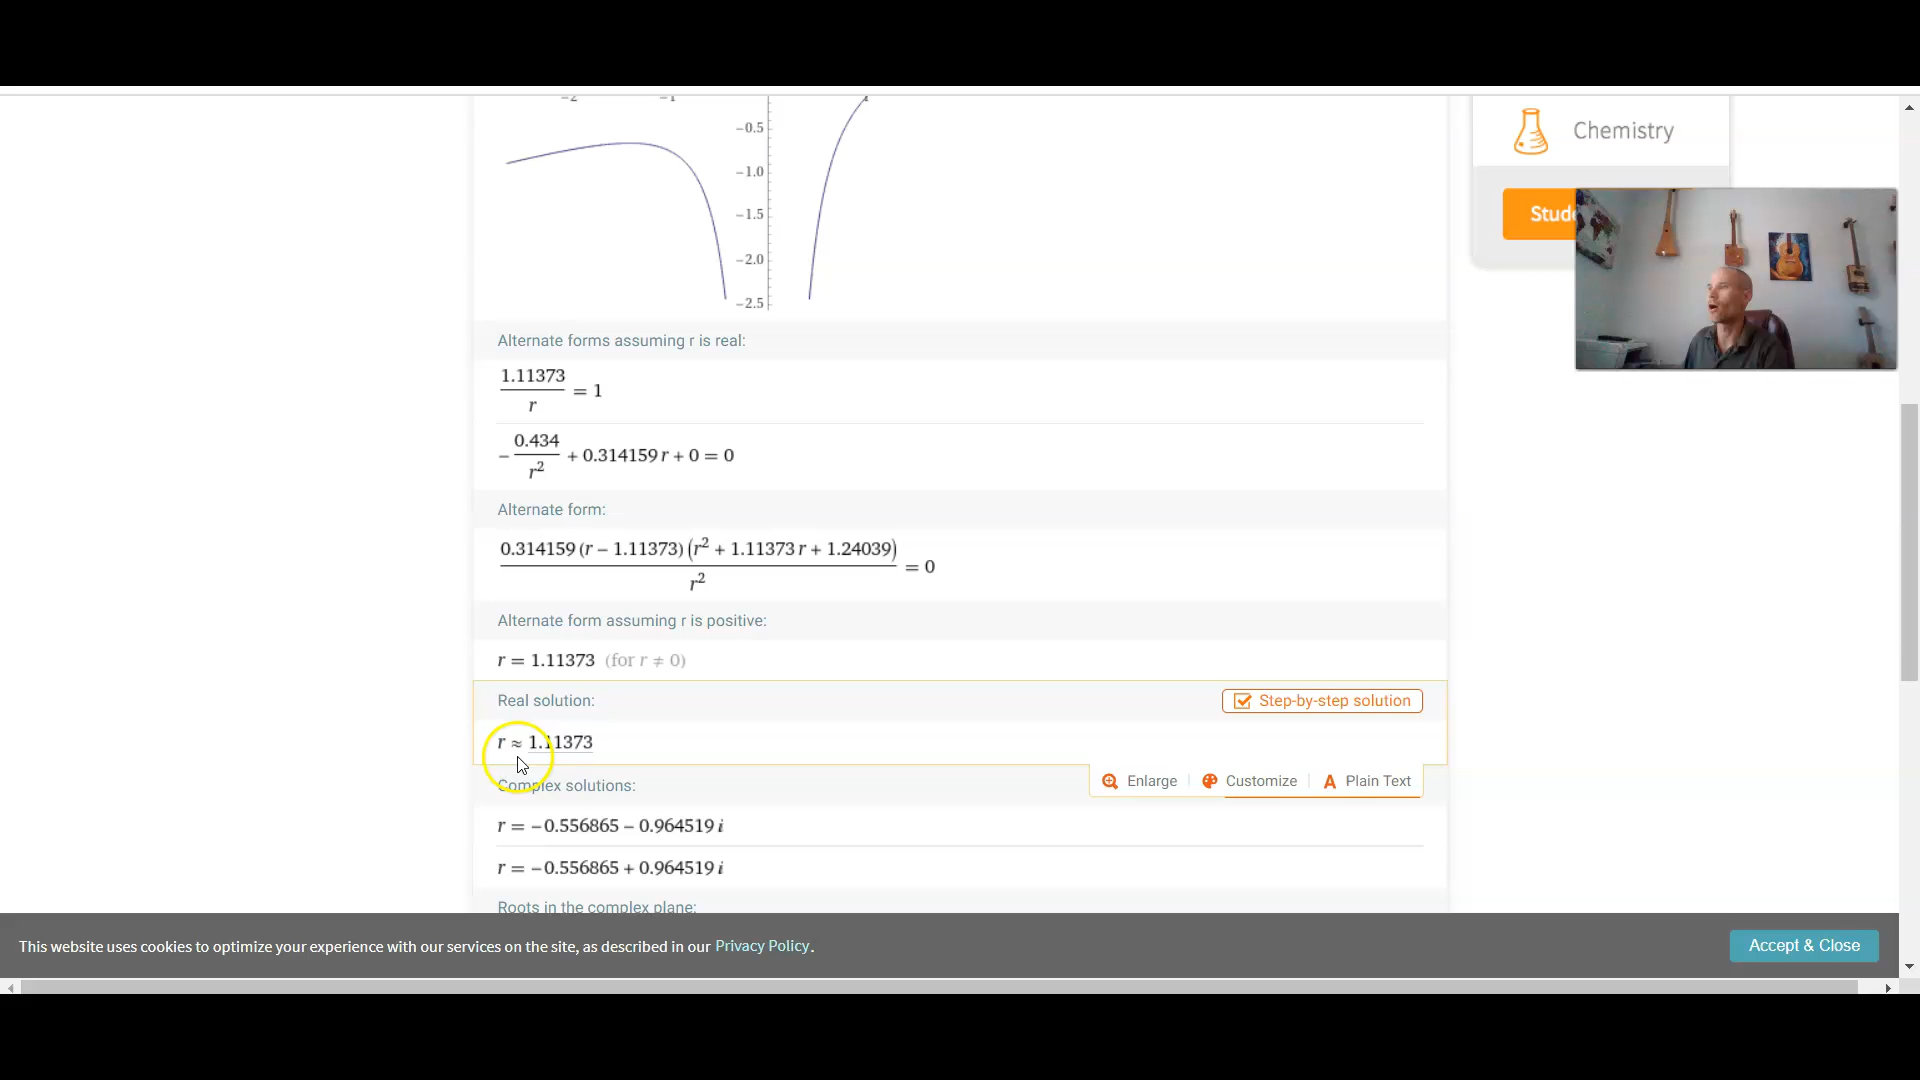 -2 -1
-0.5
-1.0
-1.5
-2.0
-2.5
Chemistry
Stud
Alternate forms assuming r is real:
1.11373/r = 1
-0.434/r² + 0.314159 r + 0 = 0
Alternate form:
0.314159 (r − 1.11373) (r² + 1.11373 r + 1.24039)/r² = 0
Alternate form assuming r is positive:
r = 1.11373 (for r ≠ 0)
Real solution:
Step-by-step solution
r ≈ 1.11373
Enlarge Customize A Plain Text
Complex solutions:
r = −0.556865 − 0.964519 i
r = −0.556865 + 0.964519 i
Roots in the complex plane:
This website uses cookies to optimize your experience with our services on the site, as described in our Privacy Policy.
Accept & Close